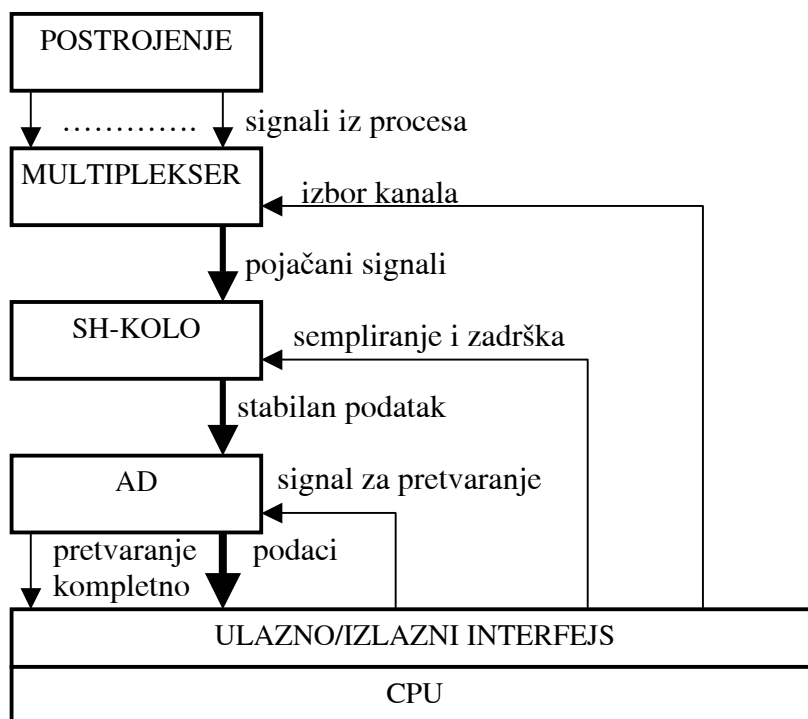 POSTROJENJE
………….
signali iz procesa
MULTIPLEKSER
izbor kanala
pojačani signali
SH-KOLO
sempliranje i zadrška
stabilan podatak
AD
signal za pretvaranje
pretvaranje
kompletno
podaci
ULAZNO/IZLAZNI INTERFEJS
CPU